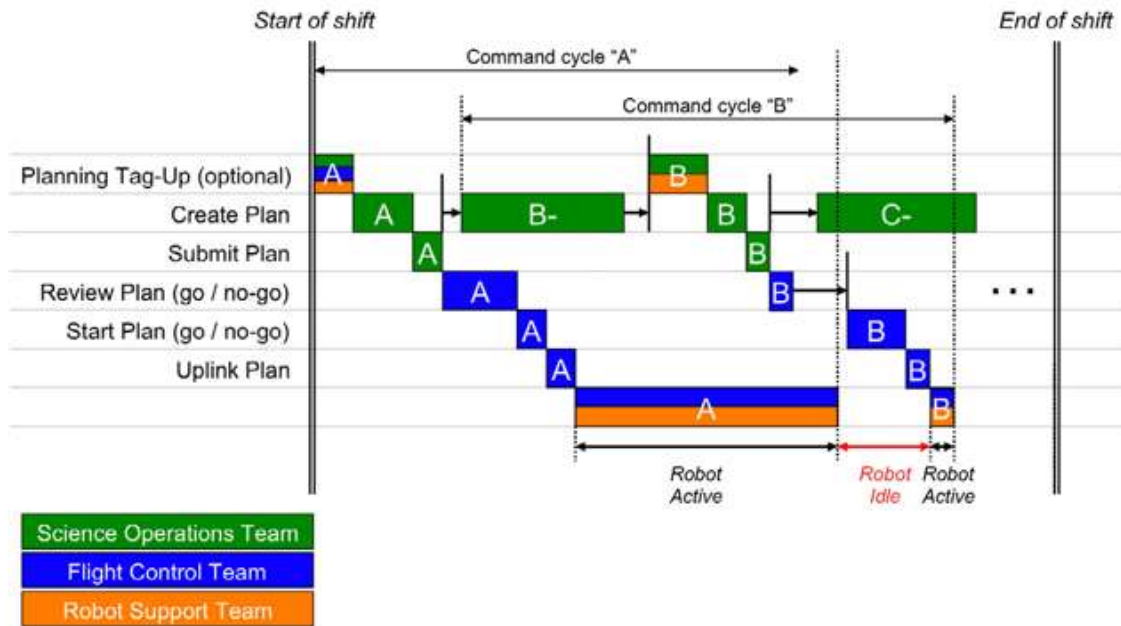 Start of shift
End of shift
Command cycle “A”
Command cycle “B”
Planning Tag-Up (optional)
A
B
Create Plan
A
B-
B
C-
Submit Plan
A
B
Review Plan (go / no-go)
A
B
...
Start Plan (go / no-go)
A
B
Uplink Plan
A
B
A
B
Robot
Active
Robot
Idle
Robot
Active
Science Operations Team
Flight Control Team
Robot Support Team